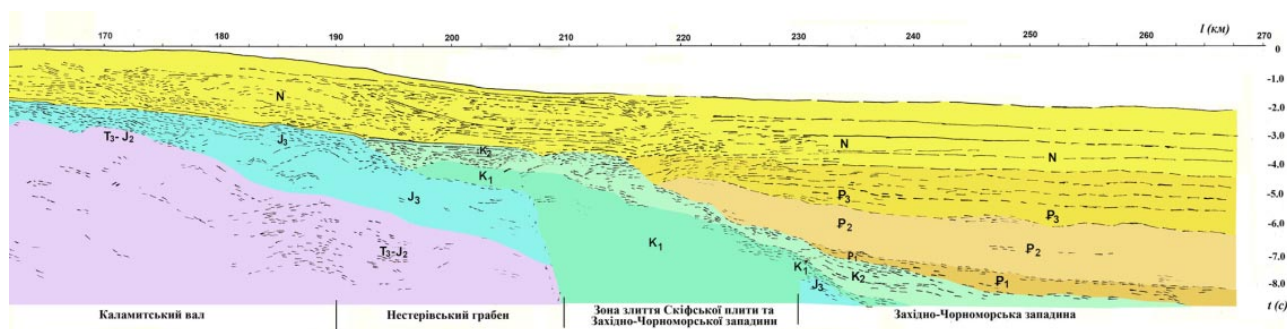 170 180 190 200 210 220 230 240 250 260 270
l (км)
0
-1.0
-2.0
-3.0
-4.0
-5.0
-6.0
-7.0
-8.0
t (c)
N
T3-J2
J3
K2
K1
J3
T3-J2
K1
N
N
P3
P3
P2
P2
P1
K1
K2
J3
P1
Каламитський вал
Нестерівський грабен
Зона злиття Скіфської плити та
Західно-Чорноморської западини
Західно-Чорноморська западина